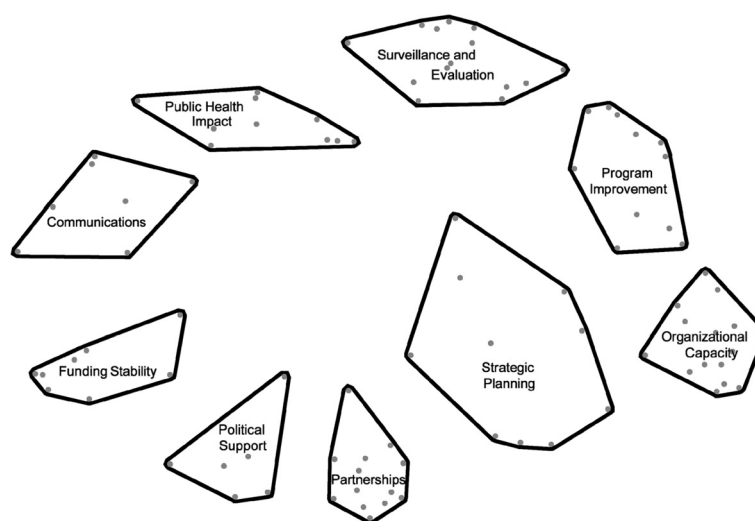 Surveillance and
Evaluation
Public Health
Impact
Program
Improvement
Communications
Organizational
Capacity
Strategic
Planning
Funding Stability
Political
Support
Partnerships